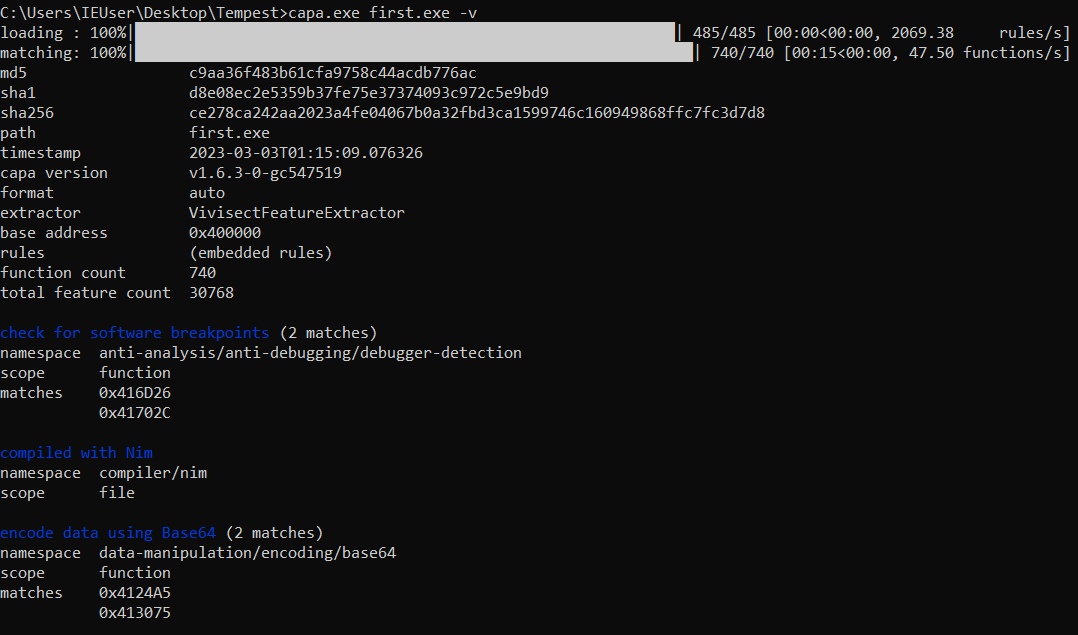 C:\Users\IEUser\Desktop\Tempest>capa.exe first.exe -v
loading : 100%| | 485/485 [00:00<00:00, 2069.38     rules/s]
matching: 100%| | 740/740 [00:15<00:00, 47.50 functions/s]
md5                  c9aa36f483b61cfa9758c44acdb776ac
sha1                 d8e08ec2e5359b37fe75e37374093c972c5e9bd9
sha256               ce278ca242aa2023a4fe04067b0a32fbd3ca1599746c160949868ffc7fc3d7d8
path                 first.exe
timestamp            2023-03-03T01:15:09.076326
capa version         v1.6.3-0-gc547519
format               auto
extractor            VivisectFeatureExtractor
base address         0x400000
rules                (embedded rules)
function count       740
total feature count  30768
check for software breakpoints (2 matches)
namespace  anti-analysis/anti-debugging/debugger-detection
scope      function
matches    0x416D26
           0x41702C
compiled with Nim
namespace  compiler/nim
scope      file
encode data using Base64 (2 matches)
namespace  data-manipulation/encoding/base64
scope      function
matches    0x4124A5
           0x413075